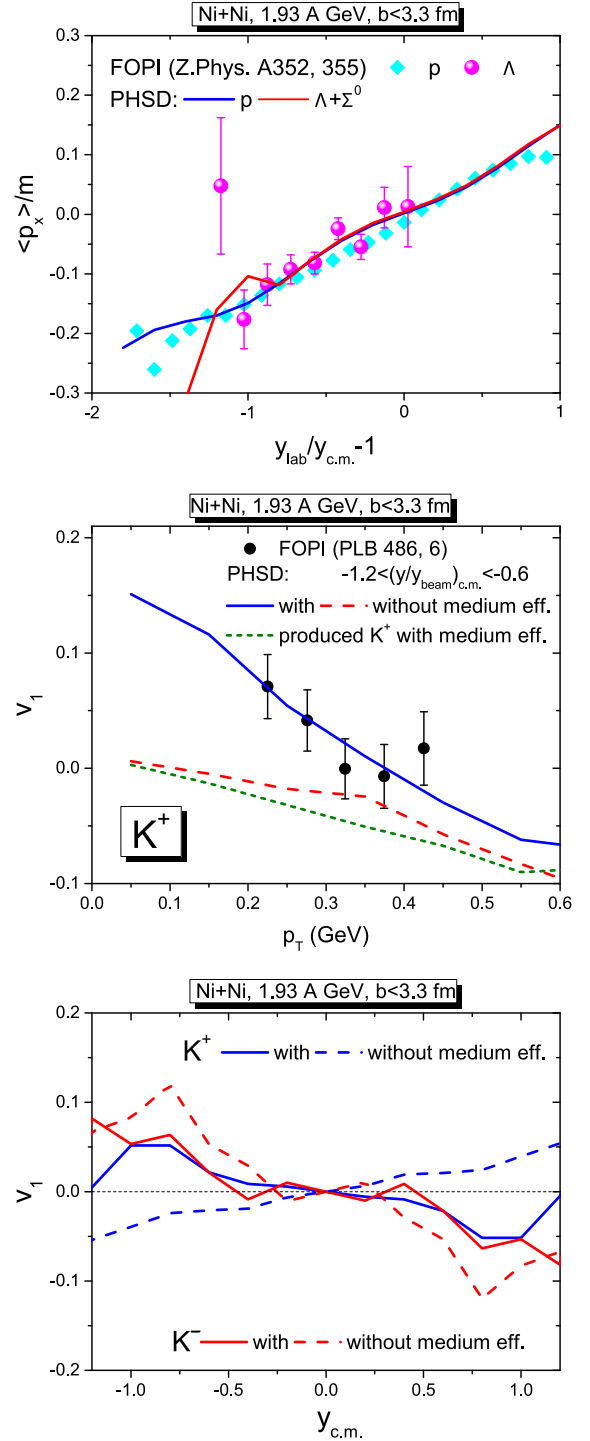 Ni+Ni, 1.93 A GeV, b<3.3 fm
0.3
FOPI (Z.Phys. A352, 355) p Λ
PHSD: p Λ+Σ⁰
0.2
0.1
0.0
-0.1
-0.2
-0.3
<pₓ>/m
-2 -1 0 1
y_lab/y_c.m.-1
Ni+Ni, 1.93 A GeV, b<3.3 fm
0.2
FOPI (PLB 486, 6)
PHSD: -1.2<(y/y_beam)_c.m.<-0.6
with without medium eff.
produced K⁺ with medium eff.
0.1
0.0
-0.1
v₁
K⁺
0.0 0.1 0.2 0.3 0.4 0.5 0.6
p_T (GeV)
Ni+Ni, 1.93 A GeV, b<3.3 fm
0.2
K⁺ with without medium eff.
0.1
0.0
-0.1
-0.2
v₁
K⁻ with without medium eff.
-1.0 -0.5 0.0 0.5 1.0
y_c.m.